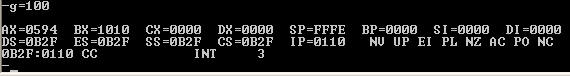 -g=100

AX=0594  BX=1010  CX=0000  DX=0000  SP=FFFE  BP=0000  SI=0000  DI=0000
DS=0B2F  ES=0B2F  SS=0B2F  CS=0B2F  IP=0110   NV UP EI PL NZ AC PO NC
0B2F:0110 CC            INT     3
-